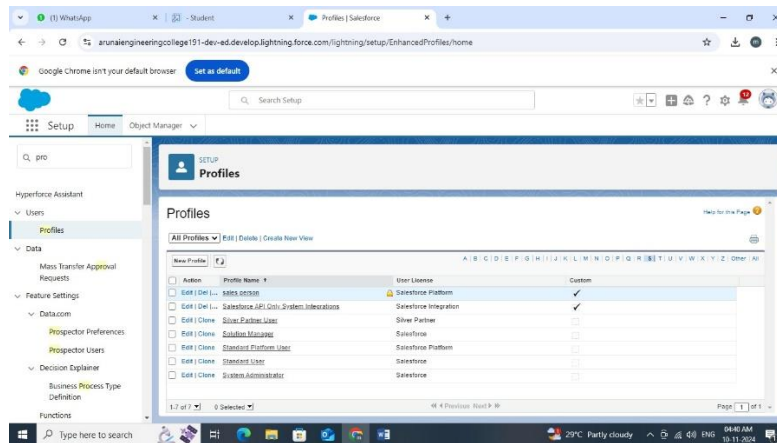 (1) WhatsApp
- Student
Profiles | Salesforce
arunaiengineeringcollege191-dev-ed.develop.lightning.force.com/lightning/setup/EnhancedProfiles/home
Google Chrome isn't your default browser
Set as default
Search Setup
12
Setup
Home
Object Manager
pro
Hyperforce Assistant
Users
Profiles
Data
Mass Transfer Approval
Requests
Feature Settings
Data.com
Prospector Preferences
Prospector Users
Decision Explainer
Business Process Type
Definition
Functions
SETUP
Profiles
Profiles
Help for this Page
All Profiles Edit | Delete | Create New View
New Profile
A | B | C | D | E | F | G | H | I | J | K | L | M | N | O | P | Q | R | S | T | U | V | W | X | Y | Z | Other | All
Action Profile Name User License Custom
Edit | Del | ... sales person Salesforce Platform ✓
Edit | Del | ... Salesforce API Only System Integrations Salesforce Integration ✓
Edit | Clone Silver Partner User Silver Partner
Edit | Clone Solution Manager Salesforce
Edit | Clone Standard Platform User Salesforce Platform
Edit | Clone Standard User Salesforce
Edit | Clone System Administrator Salesforce
1-7 of 7 0 Selected Previous Next Page 1 of 1
Type here to search
29°C Partly cloudy
ENG
04:40 AM
10-11-2024